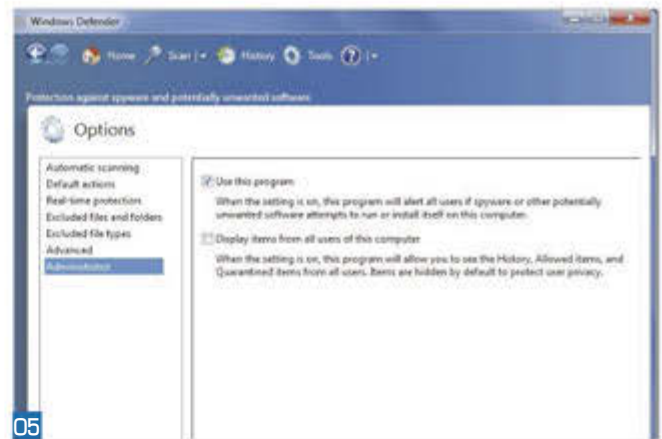 Windows Defender
Home Scan History Tools
Protection against spyware and potentially unwanted software
Options
Automatic scanning
Default actions
Real-time protection
Excluded files and folders
Excluded file types
Advanced
Administrator
Use this program
When the setting is on, this program will alert all users if spyware or other potentially
unwanted software attempts to run or install itself on this computer.
Display items from all users of this computer
When the setting is on, this program will allow you to see the History, Allowed items, and
Quarantined items from all users. Items are hidden by default to protect user privacy.
05